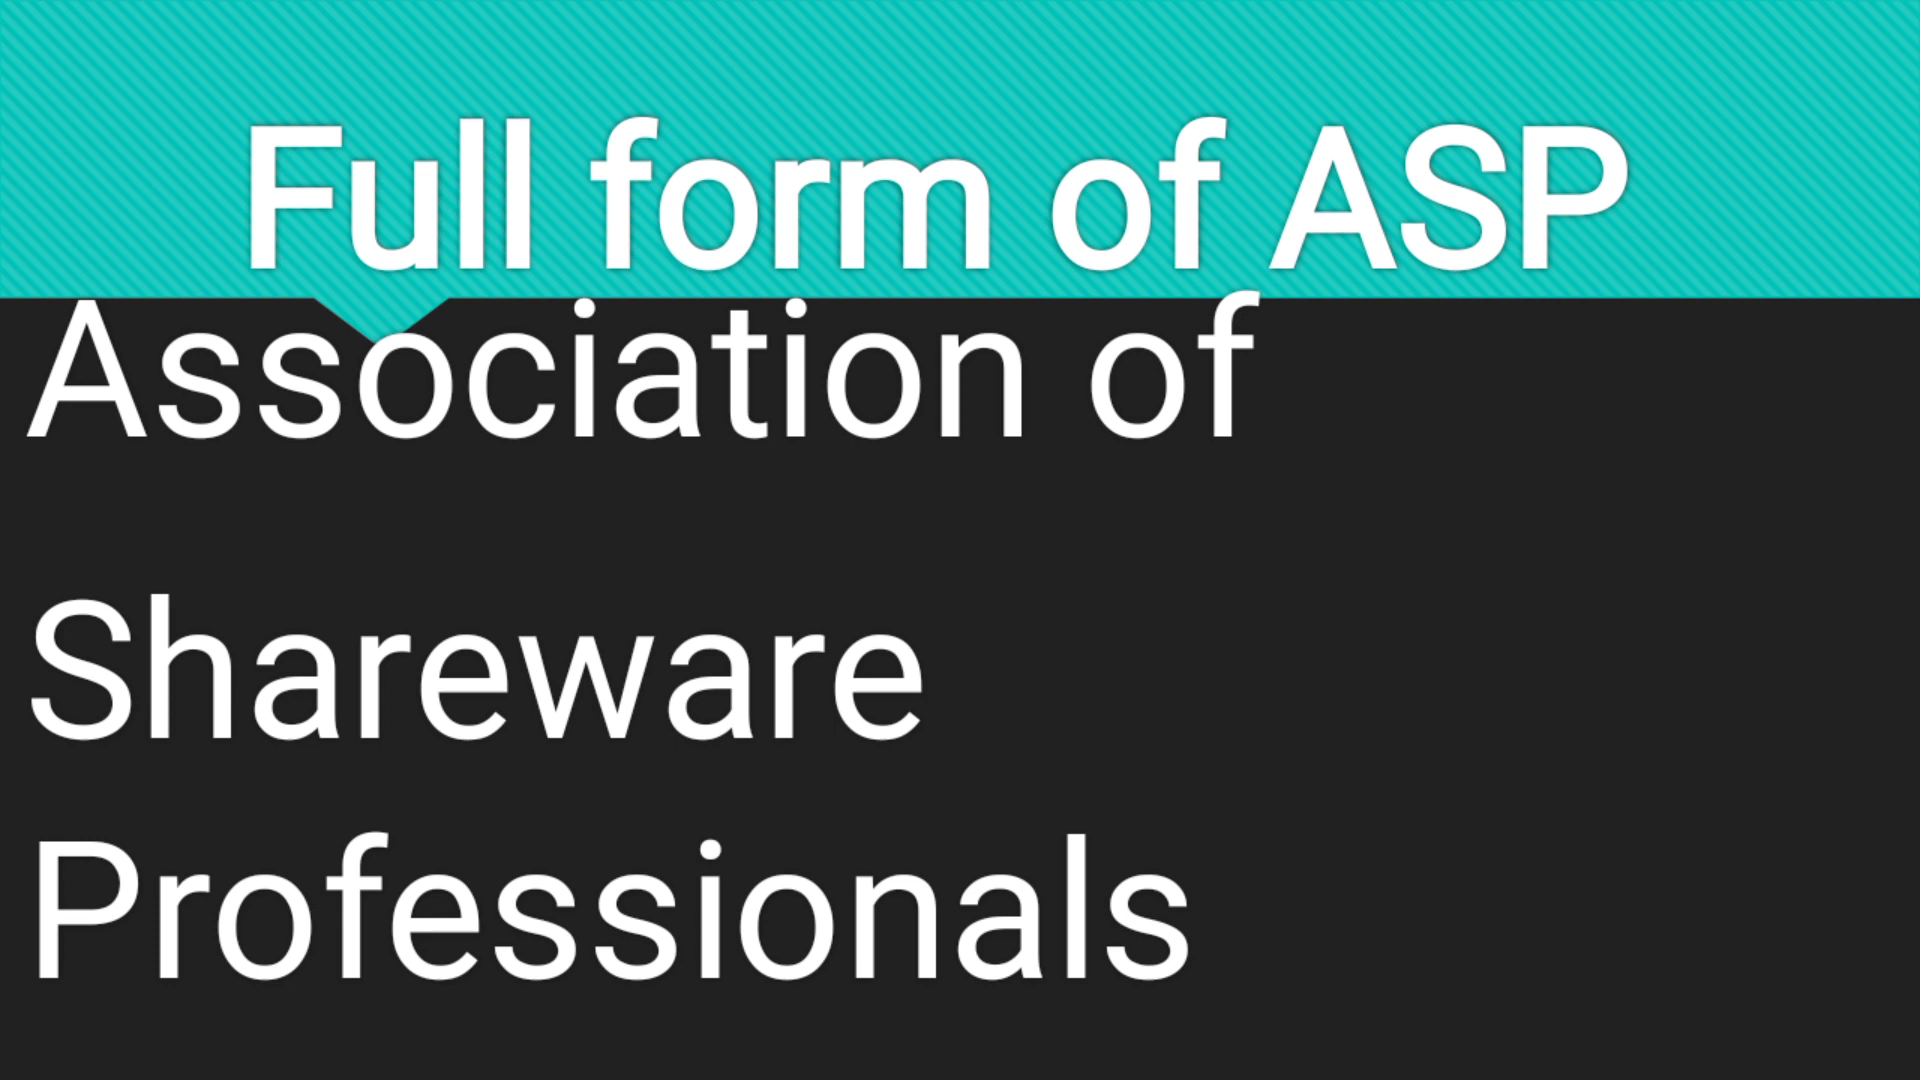 Full form of ASP
Association of
Shareware
Professionals